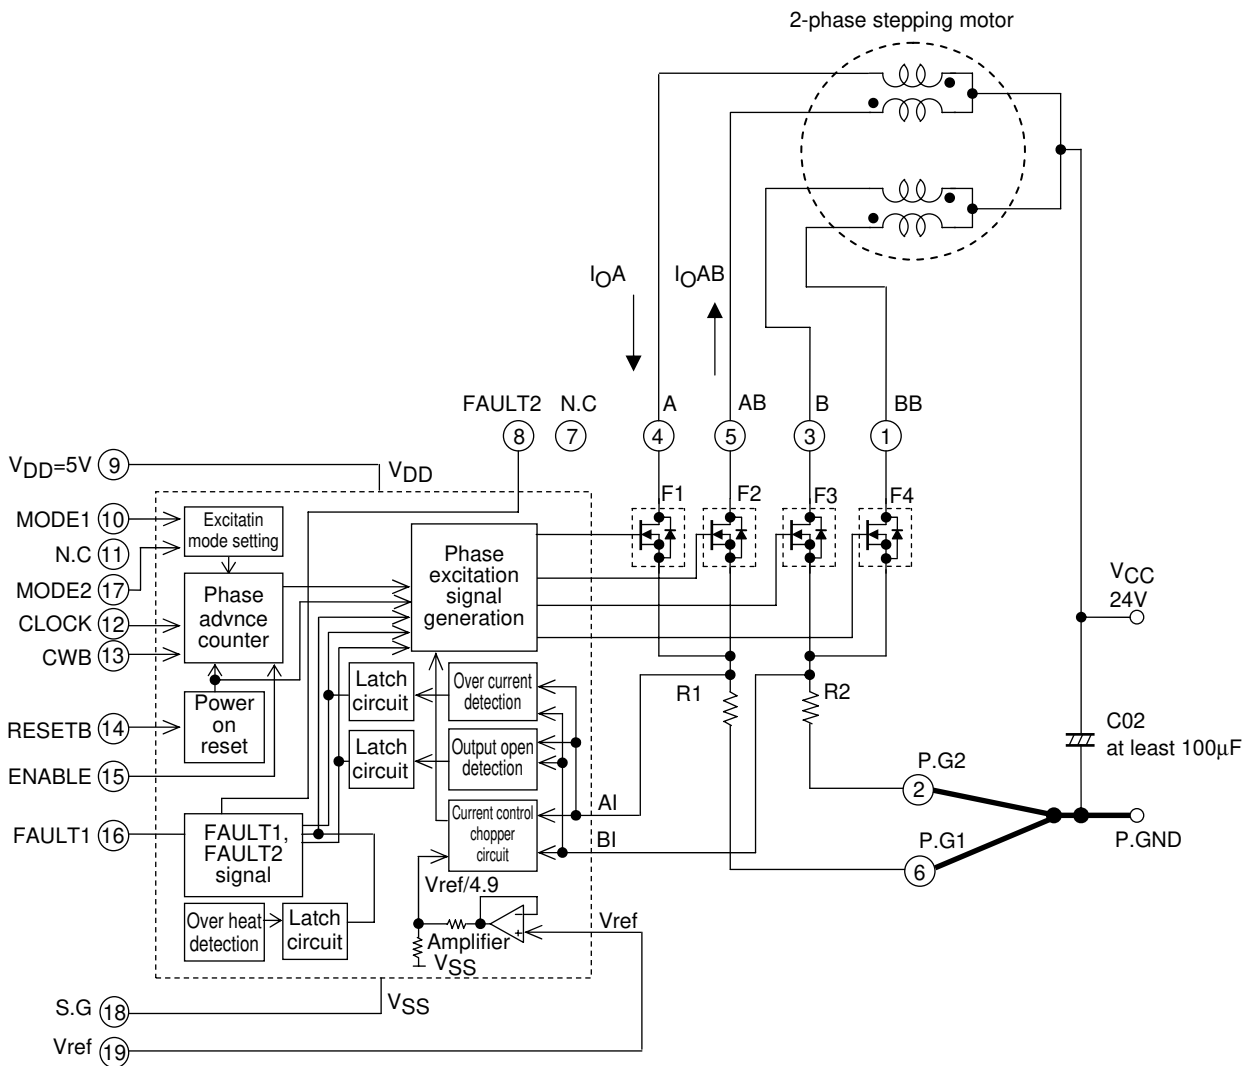 2-phase stepping motor
IOA
IOAB
FAULT2
N.C
A
AB
B
BB
8
7
4
5
3
1
VDD=5V
9
VDD
F1
F2
F3
F4
MODE1
10
Excitatin
mode setting
N.C
11
MODE2
17
Phase
excitation
signal
generation
VCC
24V
CLOCK
12
Phase
advnce
counter
CWB
13
RESETB
14
Power
on
reset
Latch
circuit
Over current
detection
R1
R2
C02
at least 100μF
ENABLE
15
Latch
circuit
Output open
detection
P.G2
2
AI
FAULT1
16
FAULT1,
FAULT2
signal
Current control
chopper
circuit
BI
P.G1
6
P.GND
Vref/4.9
Over heat
detection
Latch
circuit
Amplifier
Vref
VSS
S.G
18
VSS
Vref
19